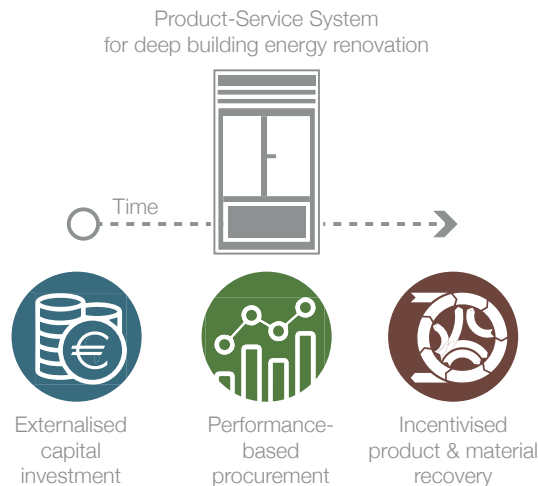 Product-Service System
for deep building energy renovation
Time
€
Externalised
capital
investment
Performance-
based
procurement
Incentivised
product & material
recovery